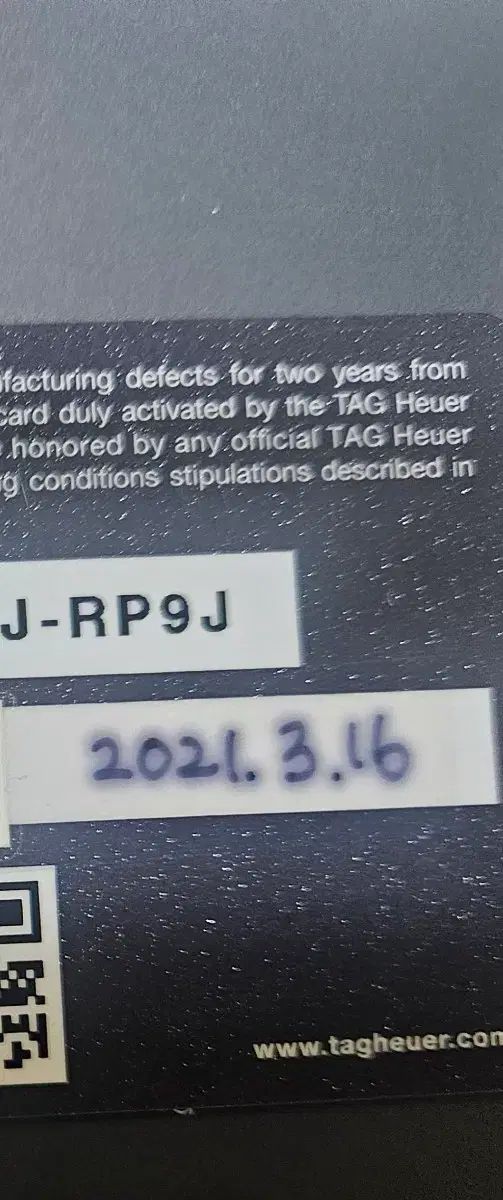 facturing defects for two years from
card duly activated by the TAG Heuer
honored by any official TAG Heuer
g conditions stipulations described in
J-RP9J
2021. 3.16
www.tagheuer.com